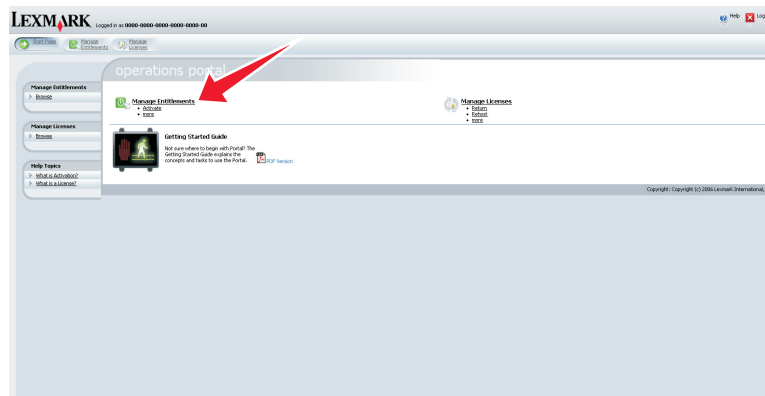 LEXMARK Logged in as 0000-0000-0000-0000-0000-00
Help Log
Start Page Manage Entitlements Manage Licenses
operations portal
Manage Entitlements
Browse
Manage Licenses
Browse
Help Topics
What is Activation?
What is a License?
Manage Entitlements
• Activate
• more
Manage Licenses
• Return
• Rehost
• more
Getting Started Guide
Not sure where to begin with Portal? The
Getting Started Guide explains the
concepts and tasks to use the Portal.
PDF Version
Copyright: Copyright (c) 2006 Lexmark International,